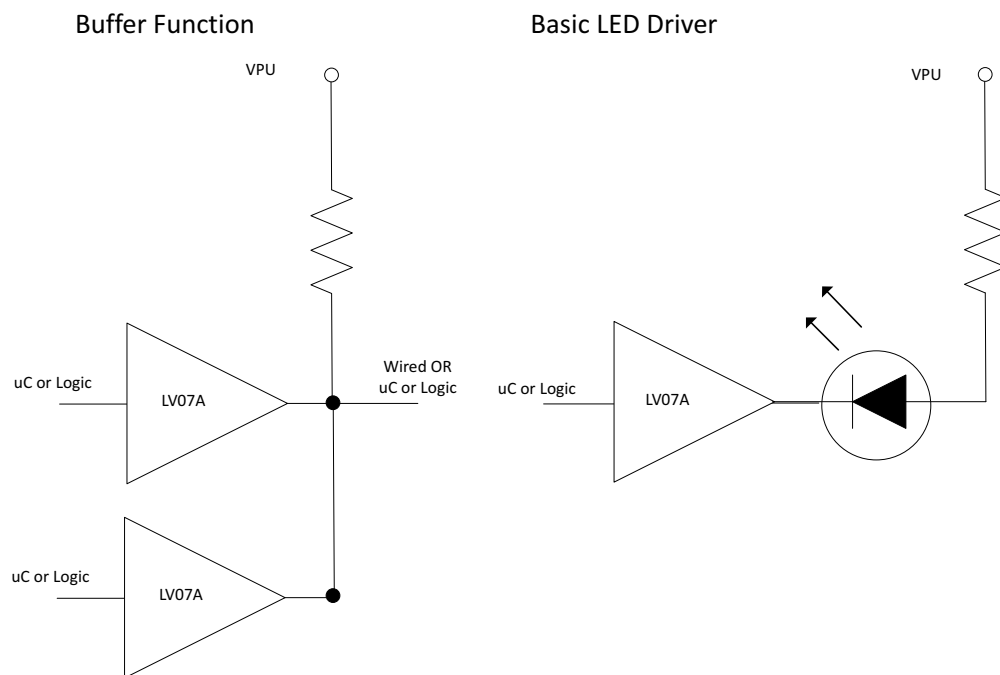 Buffer Function
VPU
uC or Logic
LV07A
Wired OR
uC or Logic
uC or Logic
LV07A
Basic LED Driver
VPU
uC or Logic
LV07A